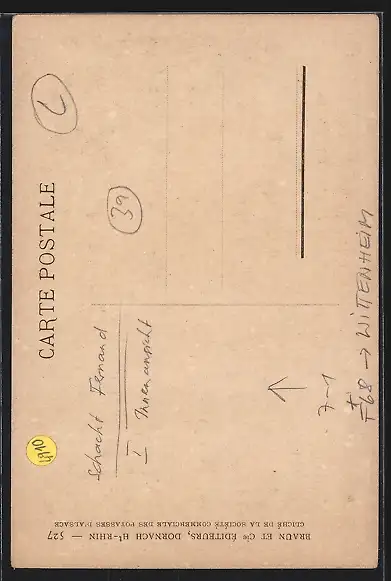 CARTE POSTALE
L
39
Schacht Fernand
I Innenansicht
7-1
F68 → WITTENHEIM
4910
BRAUN ET Cie ÉDITEURS, DORNACH Ht-RHIN — 527
CLICHÉ DE LA SOCIÉTÉ COMMERCIALE DES POTASSES D'ALSACE